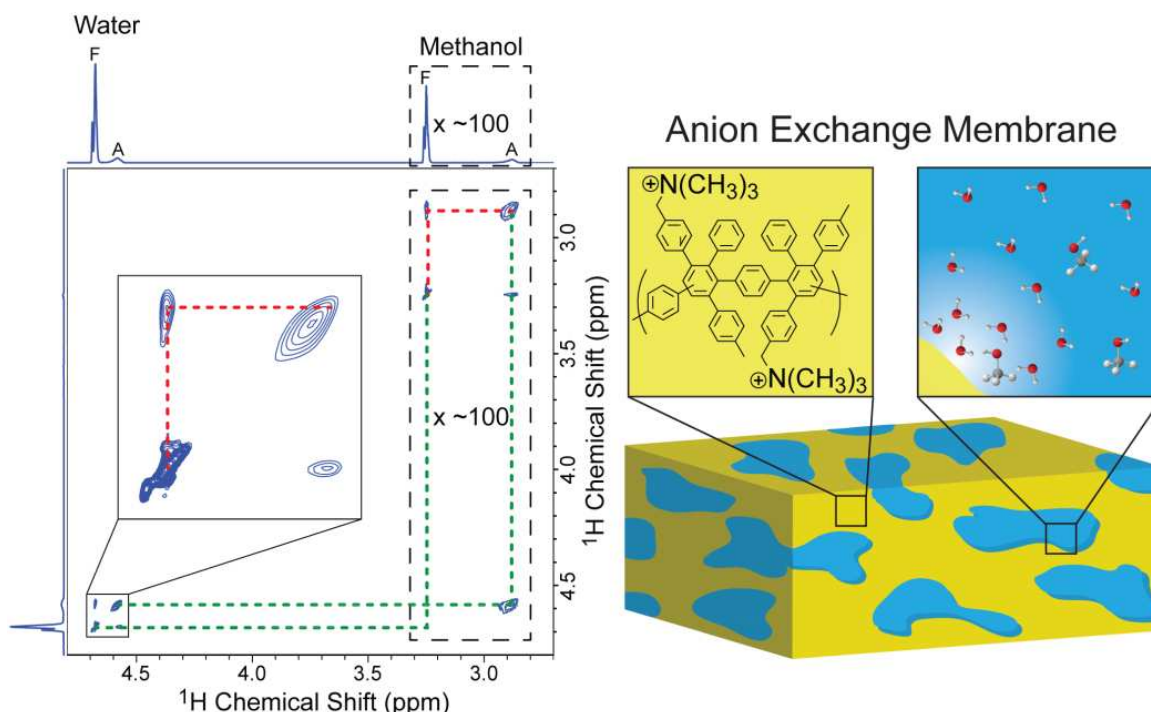 Water
F
A
Methanol
F
x ~100
A
x ~100
3.0
3.5
4.0
4.5
¹H Chemical Shift (ppm)
4.5 4.0 3.5 3.0
¹H Chemical Shift (ppm)
Anion Exchange Membrane
⊕N(CH₃)₃
⊕N(CH₃)₃